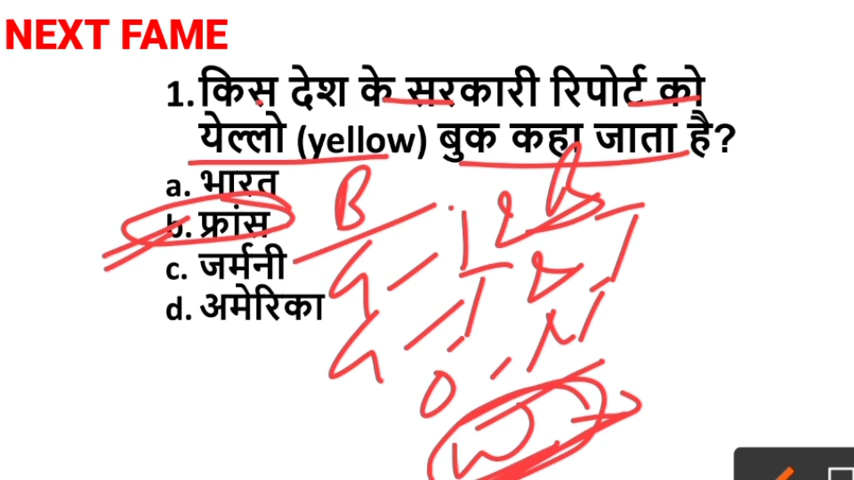 NEXT FAME
1. किस देश के सरकारी रिपोर्ट को
येल्लो (yellow) बुक कहा जाता है?
a. भारत
b. फ्रांस
c. जर्मनी
d. अमेरिका
B